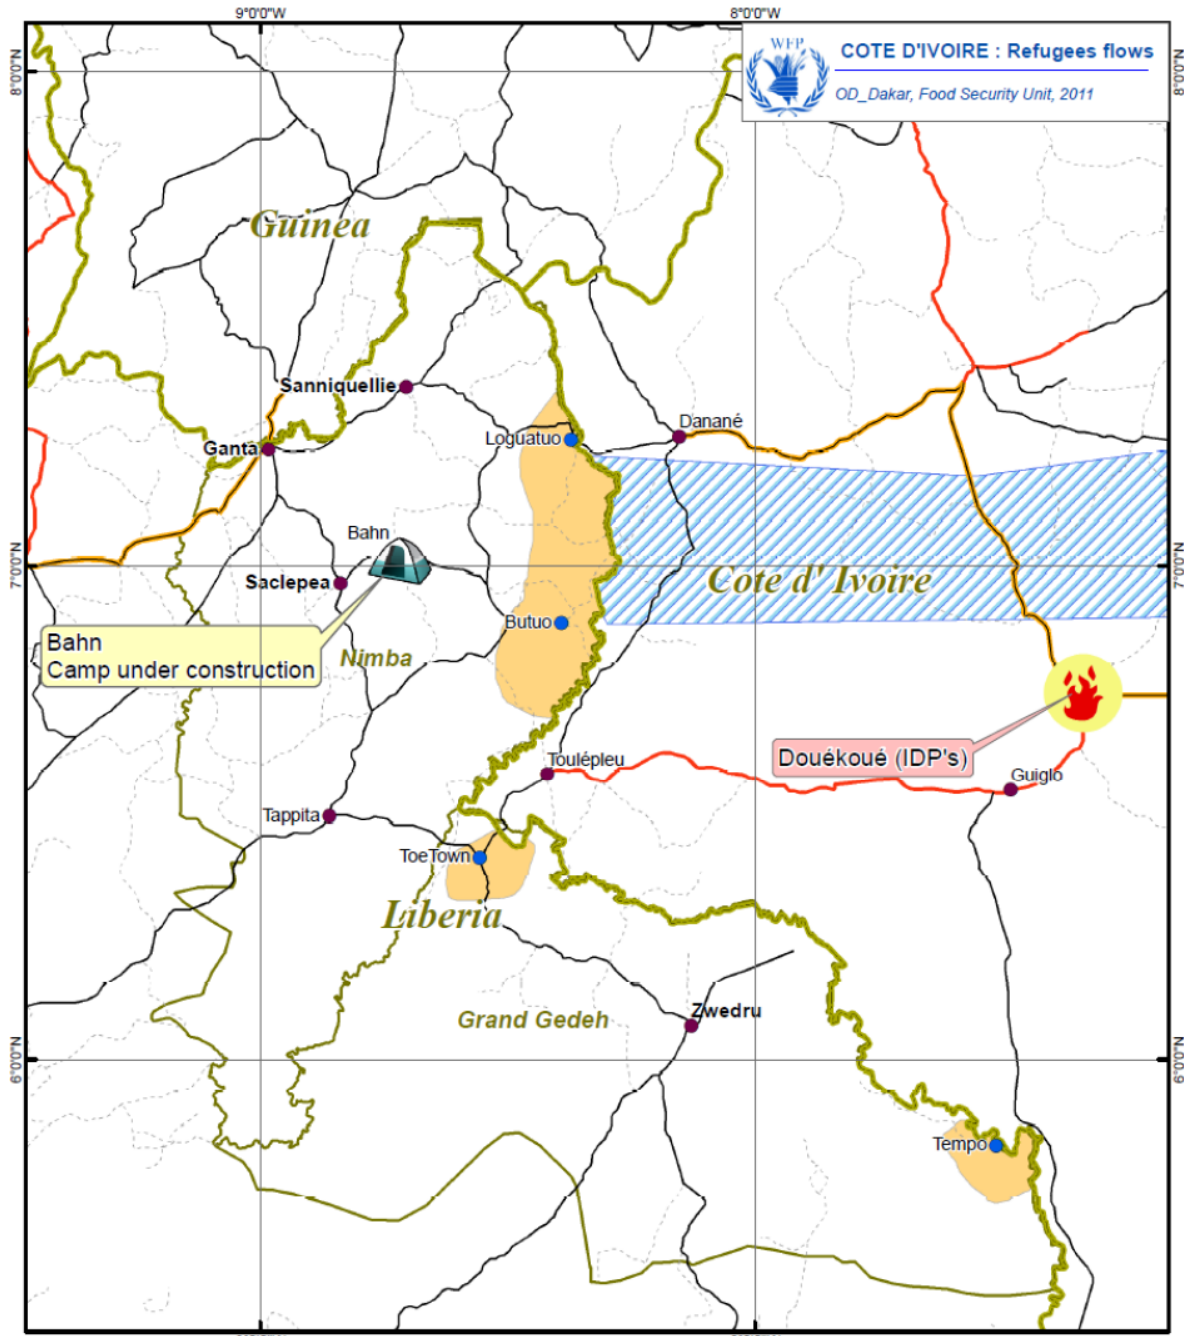 9°0'0"W
8°0'0"W
WFP
COTE D'IVOIRE : Refugees flows
OD_Dakar, Food Security Unit, 2011
8°0'0"N
8°0'0"N
Guinea
Sanniquellie
Danané
Loguatuo
Ganta
Bahn
7°0'0"N
7°0'0"N
Saclepea
Cote d' Ivoire
Butuo
Bahn
Camp under construction
Nimba
Douékoué (IDP's)
Toulépleu
Guiglo
Tappita
ToeTown
Liberia
Zwedru
Grand Gedeh
6°0'0"N
6°0'0"N
Tempo